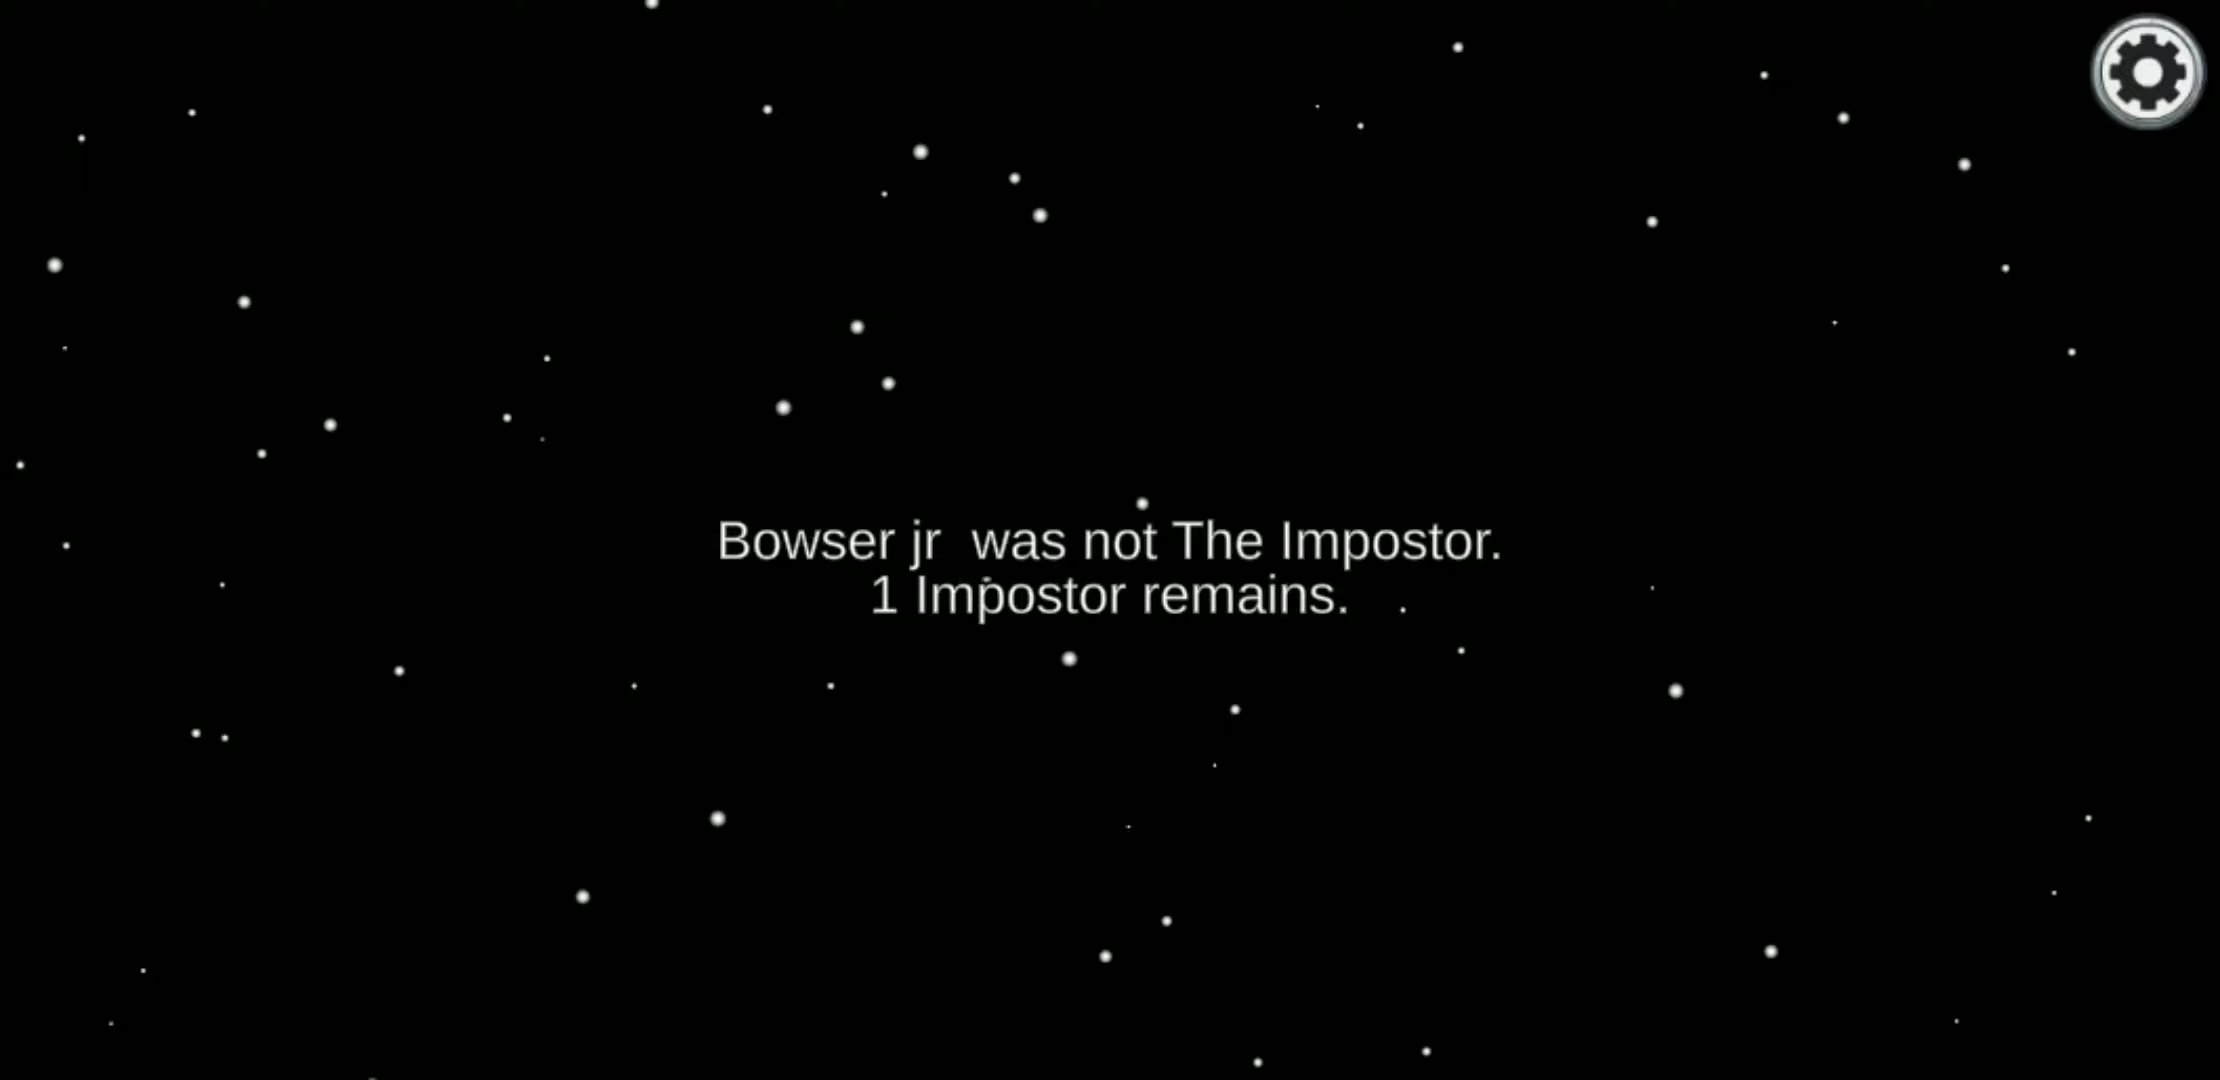 Bowser jr  was not The Impostor.
1 Impostor remains.